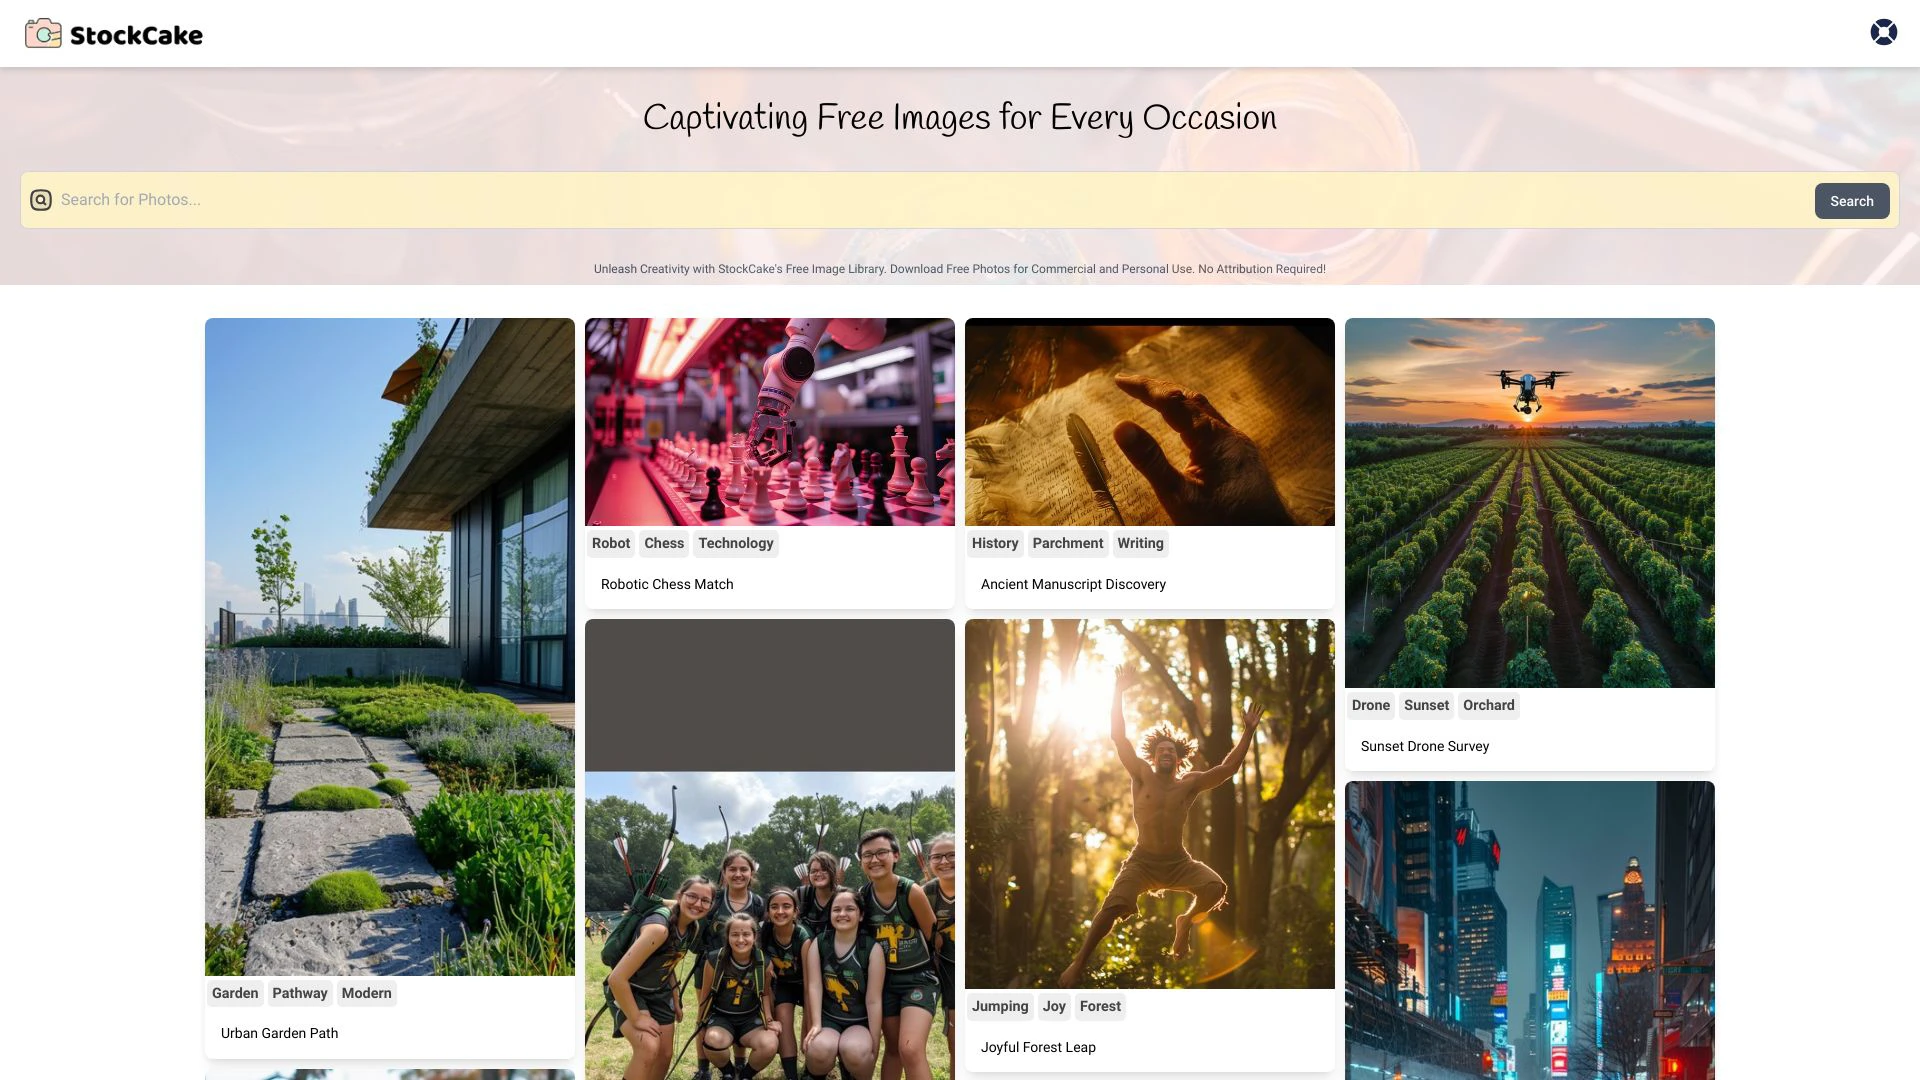 StockCake
Captivating Free Images for Every Occasion
Search for Photos...
Search
Unleash Creativity with StockCake's Free Image Library. Download Free Photos for Commercial and Personal Use. No Attribution Required!
Garden Pathway Modern
Urban Garden Path
Robot Chess Technology
Robotic Chess Match
History Parchment Writing
Ancient Manuscript Discovery
Jumping Joy Forest
Joyful Forest Leap
Drone Sunset Orchard
Sunset Drone Survey